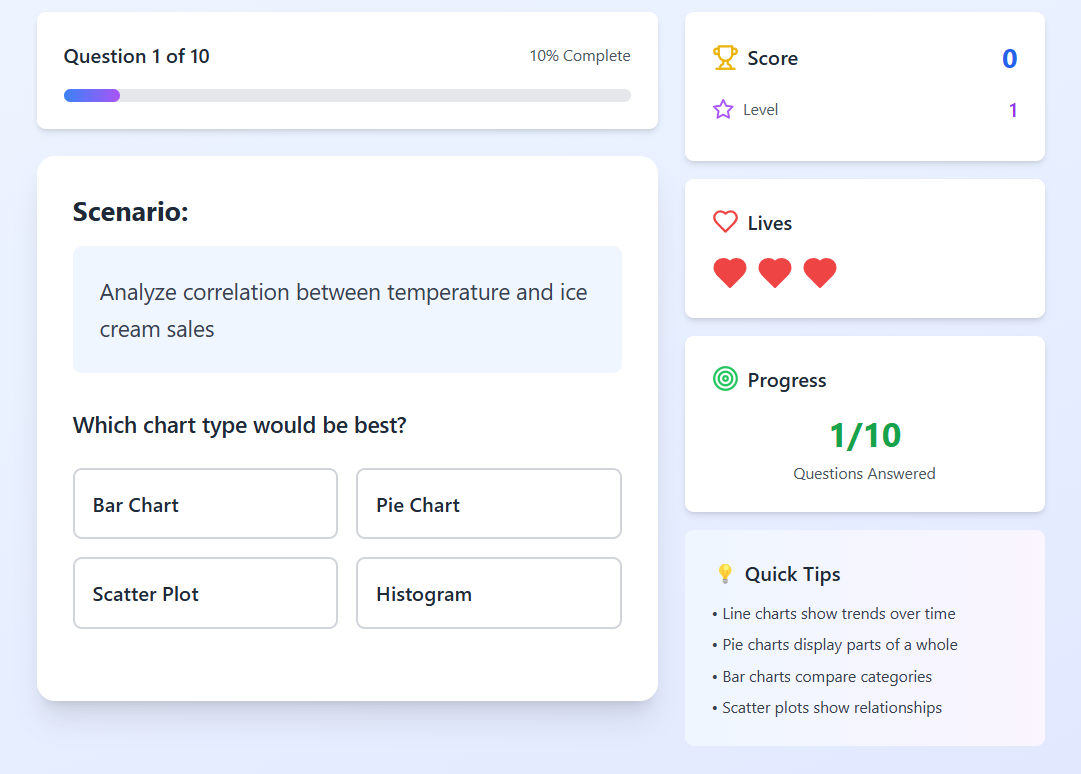 Question 1 of 10
10% Complete
Scenario:
Analyze correlation between temperature and ice
cream sales
Which chart type would be best?
Bar Chart
Pie Chart
Scatter Plot
Histogram
Score
0
Level
1
Lives
Progress
1/10
Questions Answered
Quick Tips
• Line charts show trends over time
• Pie charts display parts of a whole
• Bar charts compare categories
• Scatter plots show relationships